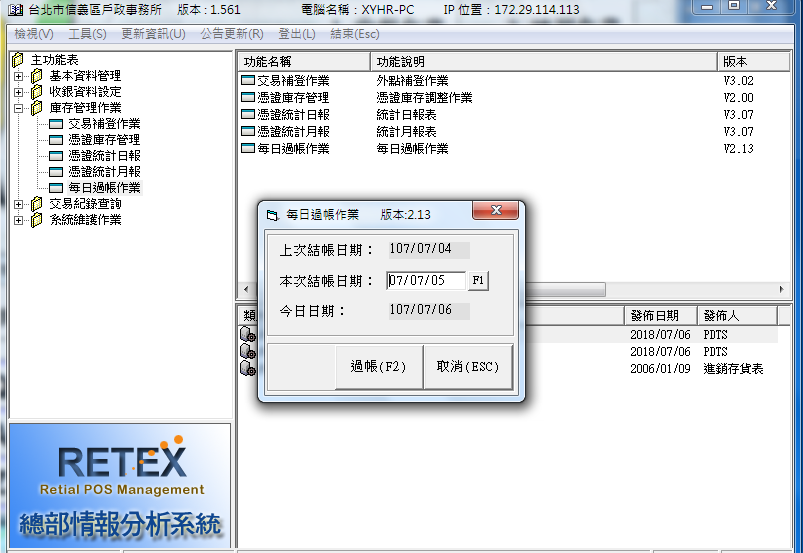 台北市信義區戶政事務所 版本 : 1.561 電腦名稱 : XYHR-PC IP 位置 : 172.29.114.113
檢視(V) 工具(S) 更新資訊(U) 公告更新(R) 登出(L) 結束(Esc)
主功能表
基本資料管理
收銀資料設定
庫存管理作業
交易補登作業
憑證庫存管理
憑證統計日報
憑證統計月報
每日過帳作業
交易紀錄查詢
系統維護作業
功能名稱 功能說明 版本
交易補登作業 外點補登作業 V3.02
憑證庫存管理 憑證庫存調整作業 V2.00
憑證統計日報 統計日報表 V3.07
憑證統計月報 統計月報表 V3.07
每日過帳作業 每日過帳作業 V2.13
每日過帳作業 版本:2.13
上次結帳日期： 107/07/04
本次結帳日期： 07/07/05 F1
今日日期： 107/07/06
過帳(F2) 取消(ESC)
類 發佈日期 發佈人
2018/07/06 PDTS
2018/07/06 PDTS
2006/01/09 進銷存貨表
RETEX
Retial POS Management
總部情報分析系統